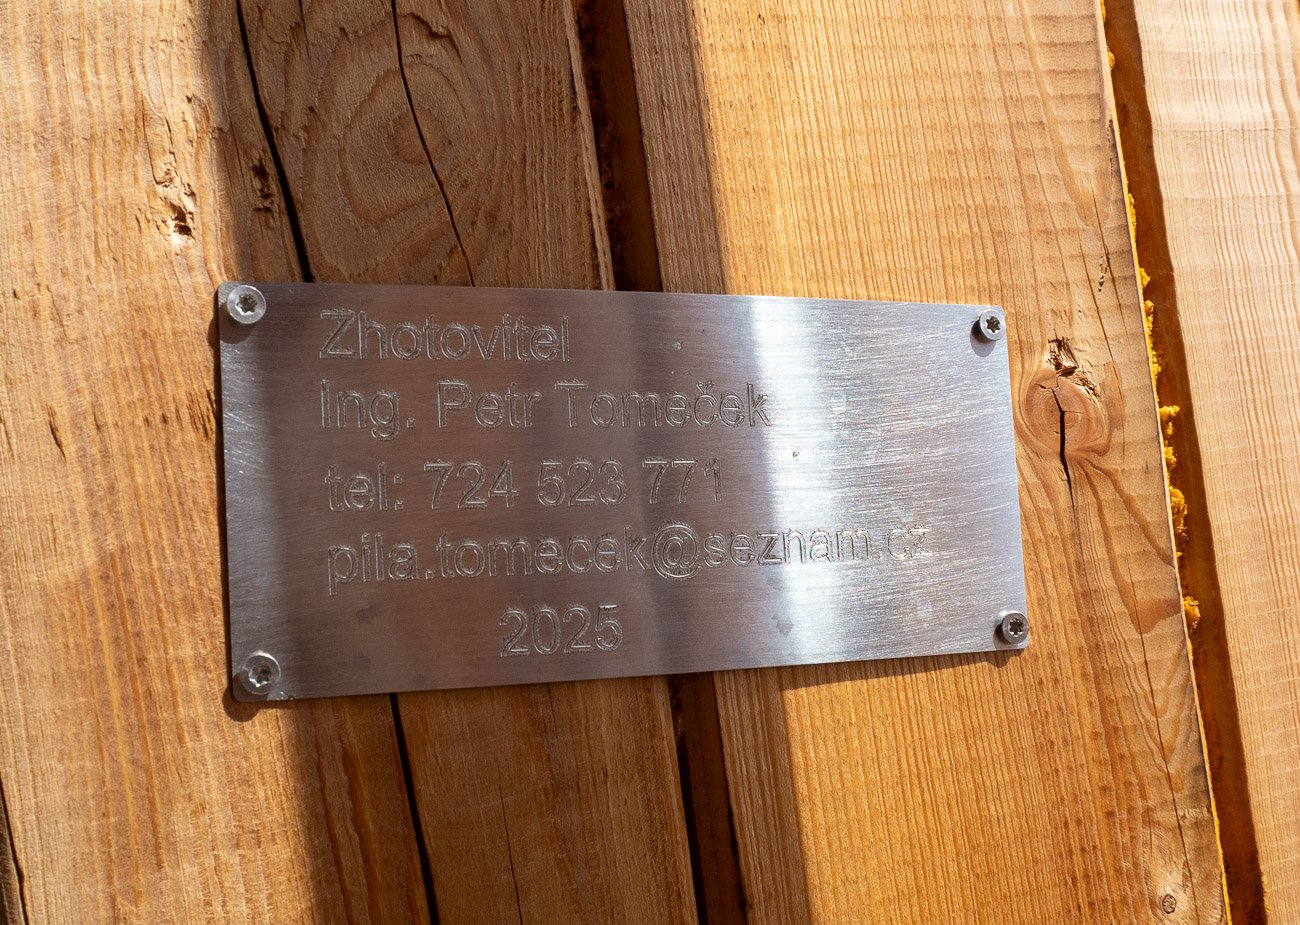 Zhotovitel
Ing. Petr Tomeček
tel: 724 523 771
pila.tomecek@seznam.cz
2025